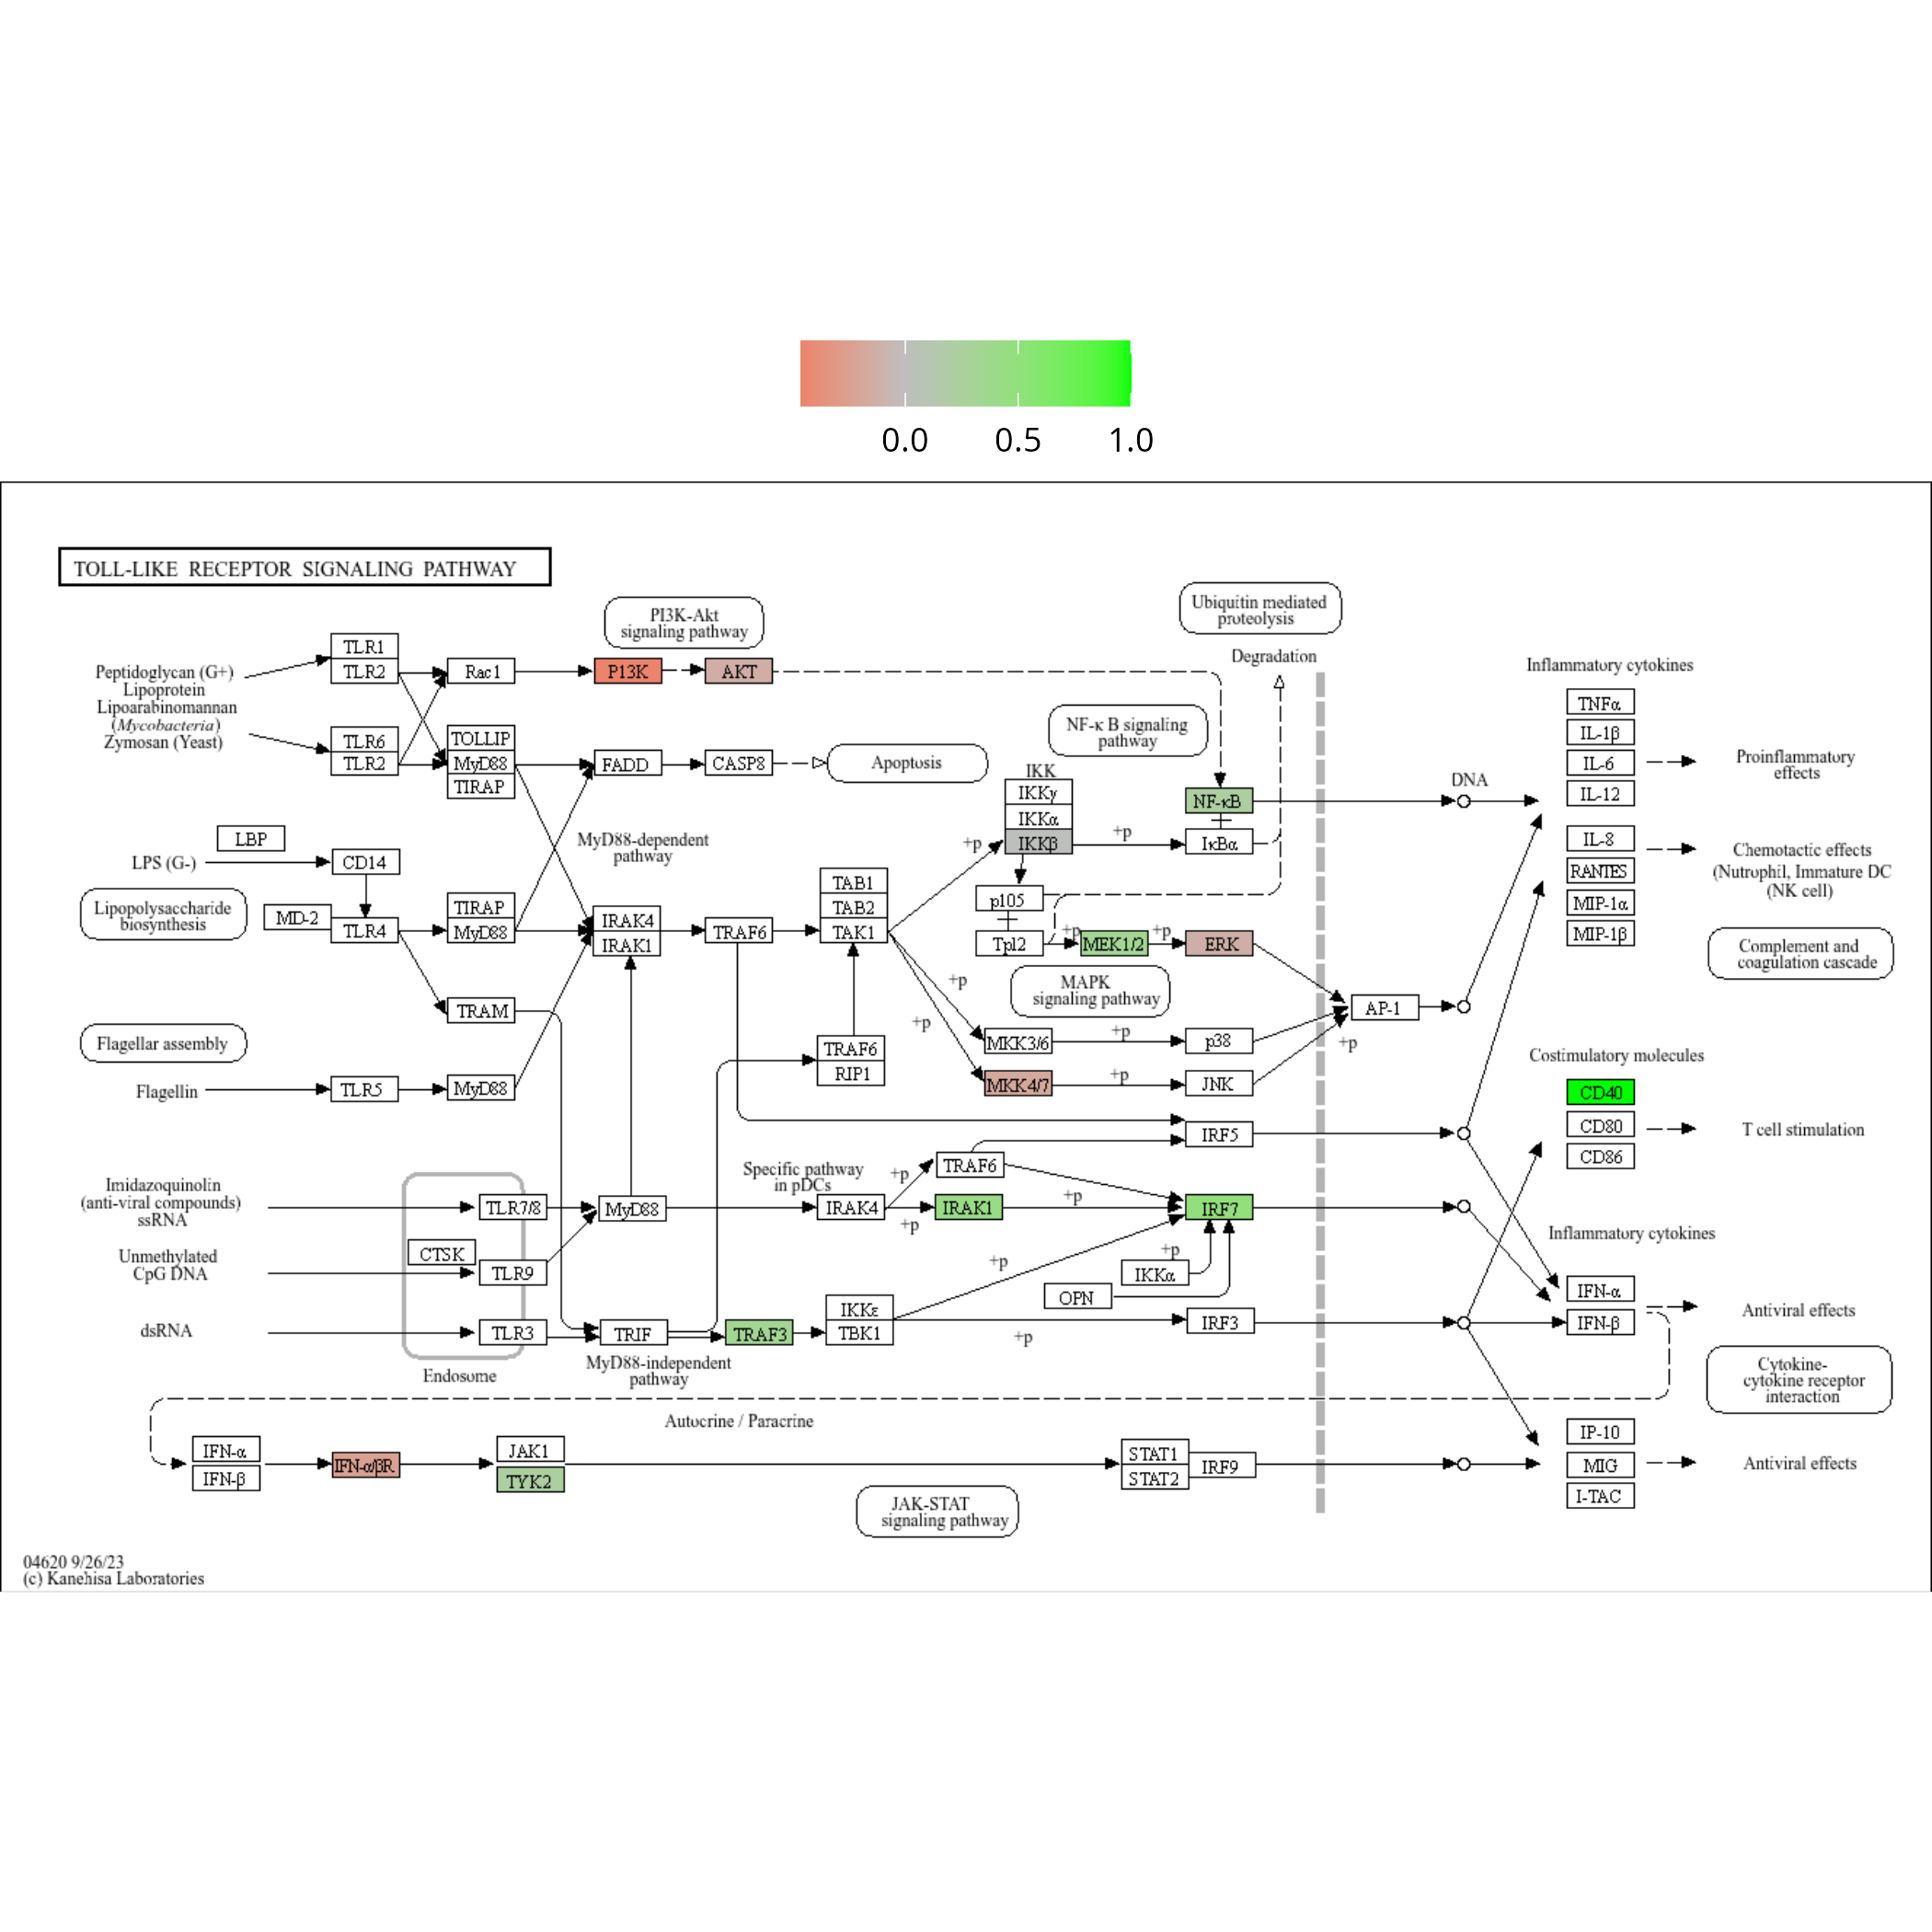 0.0 0.5 1.0
TOLL-LIKE RECEPTOR SIGNALING PATHWAY
PI3K-Akt
signaling pathway
Ubiquitin mediated
proteolysis
Degradation
Peptidoglycan (G+)
Lipoprotein
Lipoarabinomannan
(Mycobacteria)
Zymosan (Yeast)
TLR1
TLR2
Rac1
P13K
AKT
TLR6
TLR2
TOLLIP
MyD88
TIRAP
FADD
CASP8
Apoptosis
NF-κ B signaling
pathway
IKK
IKKγ
IKKα
IKKβ
+p
+p
NF-κB
IκBα
DNA
Inflammatory cytokines
TNFα
IL-1β
IL-6
IL-12
Proinflammatory
effects
IL-8
RANTES
MIP-1α
MIP-1β
Chemotactic effects
(Nutrophil, Immature DC
(NK cell)
Complement and
coagulation cascade
LBP
LPS (G-)
CD14
MyD88-dependent
pathway
Lipopolysaccharide
biosynthesis
MD-2
TLR4
TIRAP
MyD88
IRAK4
IRAK1
TRAF6
TAB1
TAB2
TAK1
p105
Tpl2
+p
MEK1/2
+p
ERK
MAPK
signaling pathway
TRAM
+p
+p
MKK3/6
+p
p38
MKK4/7
+p
JNK
AP-1
+p
Flagellar assembly
Flagellin
TLR5
MyD88
TRAF6
RIP1
IRF5
Costimulatory molecules
CD40
CD80
CD86
T cell stimulation
Imidazoquinolin
(anti-viral compounds)
ssRNA
TLR7/8
MyD88
Specific pathway
in pDCs
IRAK4
+p
+p
TRAF6
IRAK1
+p
IRF7
Unmethylated
CpG DNA
CTSK
TLR9
+p
+p
IKKα
OPN
Inflammatory cytokines
IFN-α
IFN-β
Antiviral effects
dsRNA
TLR3
TRIF
TRAF3
IKKε
TBK1
+p
IRF3
Endosome
MyD88-independent
pathway
Cytokine-
cytokine receptor
interaction
Autocrine / Paracrine
IFN-α
IFN-β
IFN-α/βR
JAK1
TYK2
STAT1
STAT2
IRF9
IP-10
MIG
I-TAC
Antiviral effects
JAK-STAT
signaling pathway
04620 9/26/23
(c) Kanehisa Laboratories